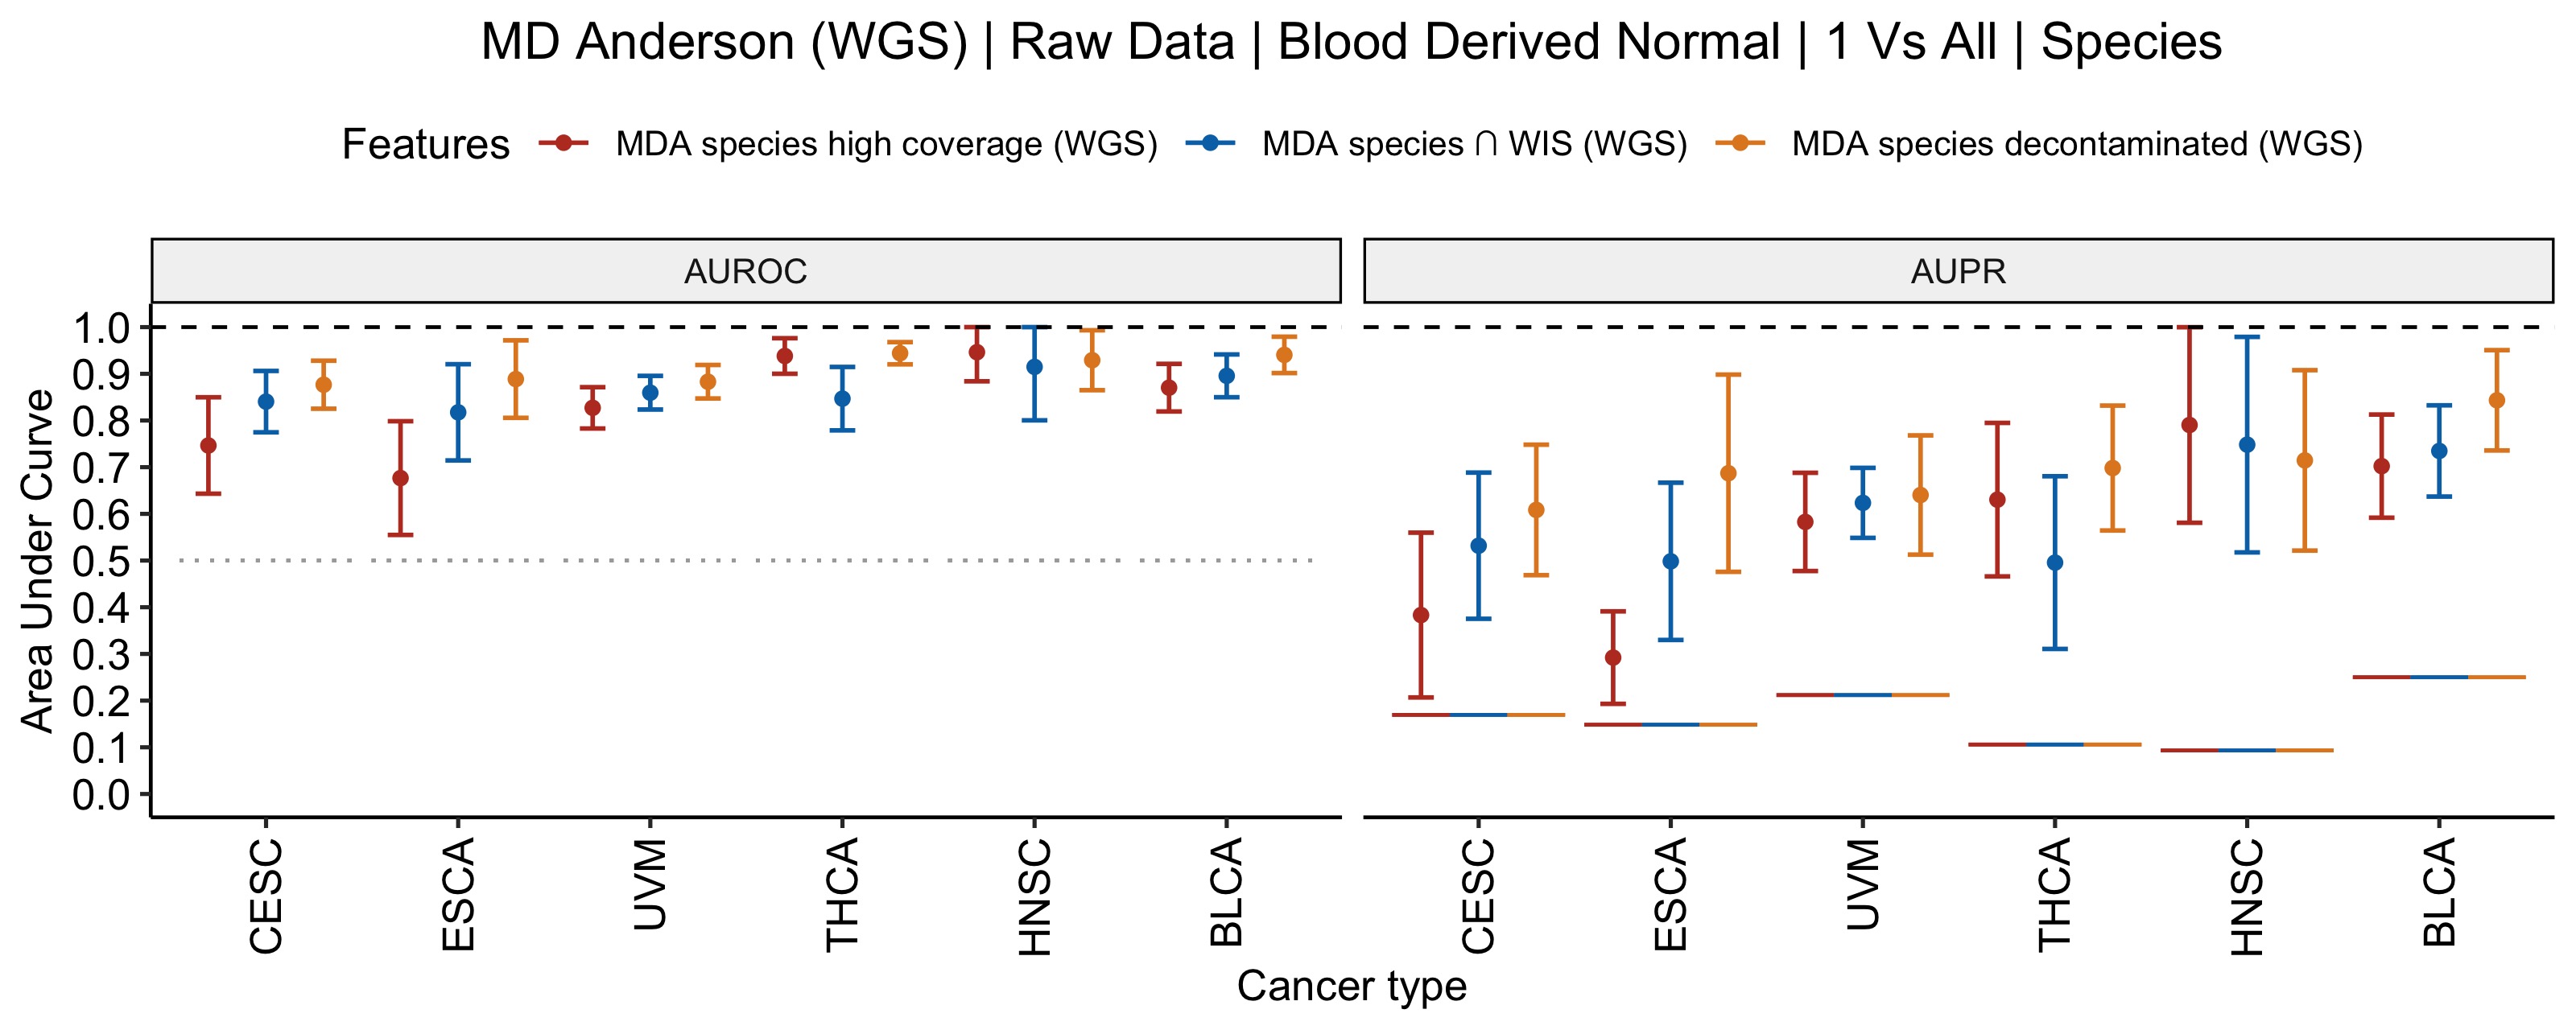 MD Anderson (WGS) | Raw Data | Blood Derived Normal | 1 Vs All | Species
Features MDA species high coverage (WGS) MDA species ∩ WIS (WGS) MDA species decontaminated (WGS)
AUROC AUPR
Area Under Curve
1.0
0.9
0.8
0.7
0.6
0.5
0.4
0.3
0.2
0.1
0.0
CESC ESCA UVM THCA HNSC BLCA CESC ESCA UVM THCA HNSC BLCA
Cancer type